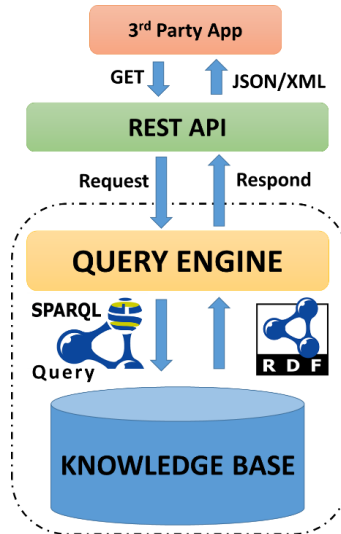 3rd Party App
GET
JSON/XML
REST API
Request
Respond
QUERY ENGINE
SPARQL
Query
RDF
KNOWLEDGE BASE